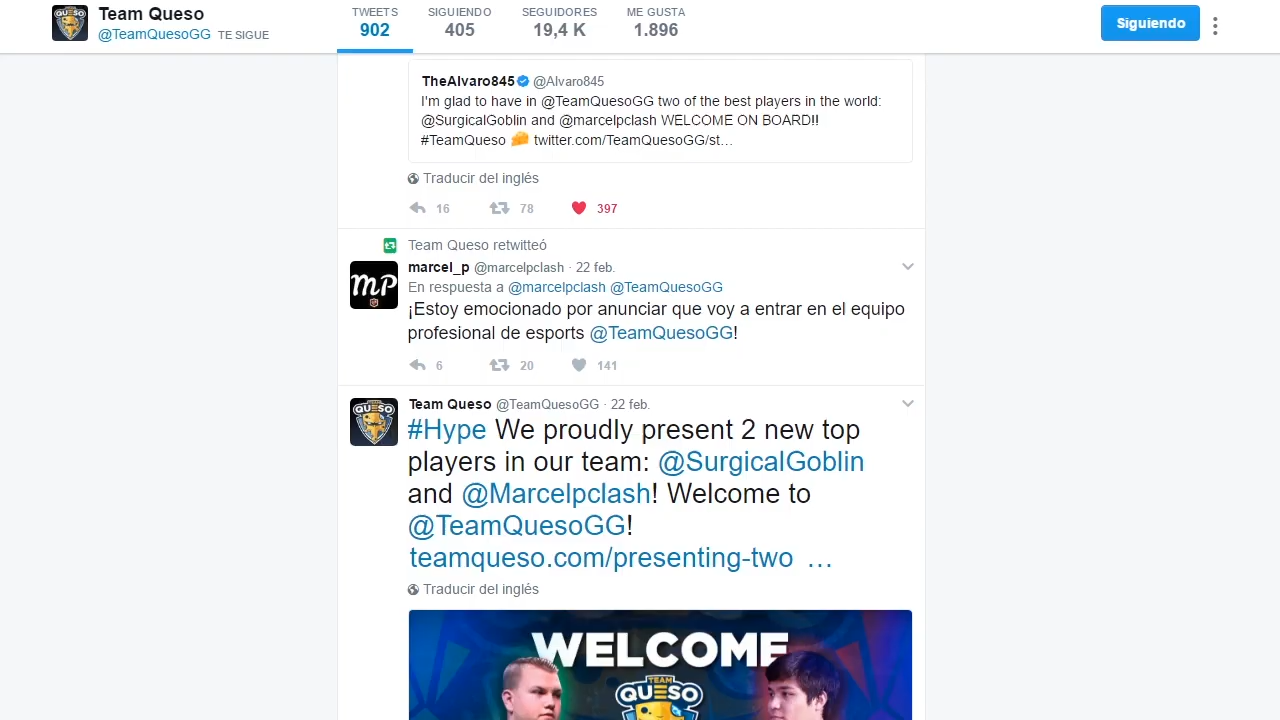 Team Queso
@TeamQuesoGG TE SIGUE
TWEETS
902
SIGUIENDO
405
SEGUIDORES
19,4 K
ME GUSTA
1.896
Siguiendo
TheAlvaro845 @Alvaro845
I'm glad to have in @TeamQuesoGG two of the best players in the world:
@SurgicalGoblin and @marcelpclash WELCOME ON BOARD!!
#TeamQueso 🧀 twitter.com/TeamQuesoGG/st…
Traducir del inglés
16 78 397
Team Queso retwitteó
mP
marcel_p @marcelpclash · 22 feb.
En respuesta a @marcelpclash @TeamQuesoGG
¡Estoy emocionado por anunciar que voy a entrar en el equipo
profesional de esports @TeamQuesoGG!
6 20 141
QUESO
Team Queso @TeamQuesoGG · 22 feb.
#Hype We proudly present 2 new top
players in our team: @SurgicalGoblin
and @Marcelpclash! Welcome to
@TeamQuesoGG!
teamqueso.com/presenting-two …
Traducir del inglés
WELCOME
TEAM
QUESO